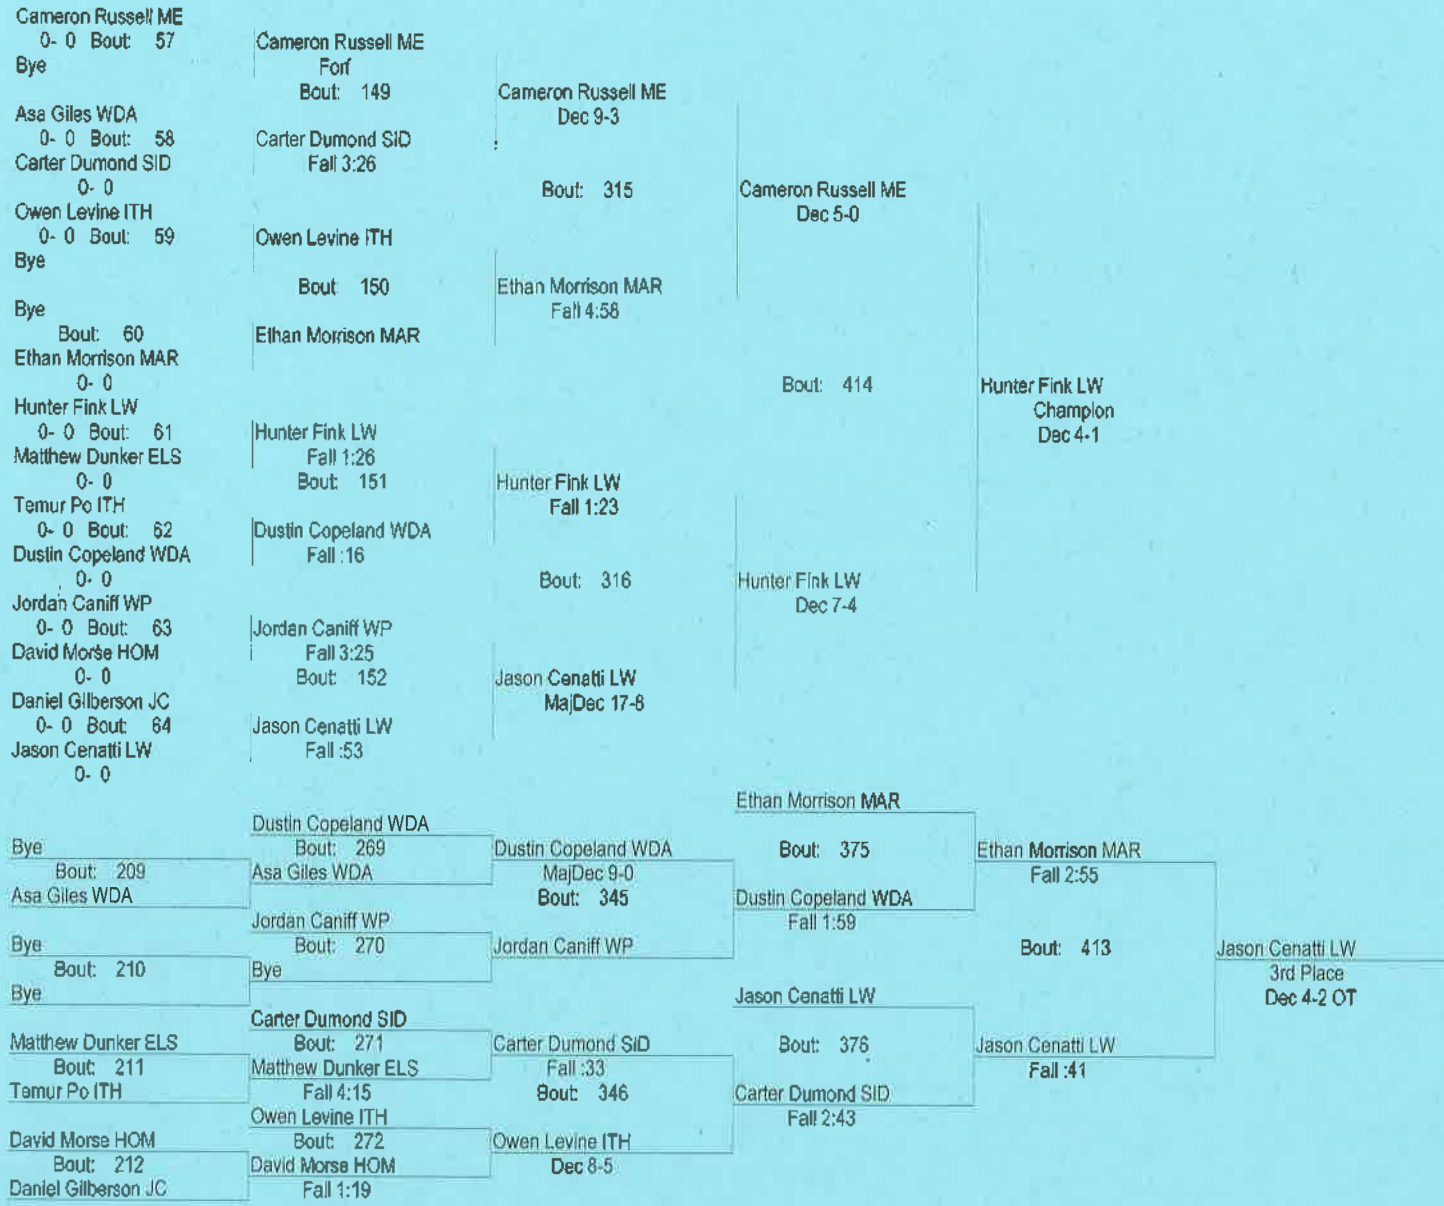 Cameron Russell ME
0- 0 Bout: 57
Bye
Asa Giles WDA
0- 0 Bout: 58
Carter Dumond SID
0- 0
Owen Levine ITH
0- 0 Bout: 59
Bye
Bye
Bout: 60
Ethan Morrison MAR
0- 0
Hunter Fink LW
0- 0 Bout: 61
Matthew Dunker ELS
0- 0
Temur Po ITH
0- 0 Bout: 62
Dustin Copeland WDA
0- 0
Jordan Caniff WP
0- 0 Bout: 63
David Morse HOM
0- 0
Daniel Gilberson JC
0- 0 Bout: 64
Jason Cenatti LW
0- 0
Cameron Russell ME
Forf
Bout: 149
Carter Dumond SID
Fall 3:26
Owen Levine ITH
Bout: 150
Ethan Morrison MAR
Hunter Fink LW
Fall 1:26
Bout: 151
Dustin Copeland WDA
Fall :16
Jordan Caniff WP
Fall 3:25
Bout: 152
Jason Cenatti LW
Fall :53
Cameron Russell ME
Dec 9-3
Bout: 315
Ethan Morrison MAR
Fall 4:58
Hunter Fink LW
Fall 1:23
Bout: 316
Jason Cenatti LW
MajDec 17-8
Cameron Russell ME
Dec 5-0
Bout: 414
Hunter Fink LW
Dec 7-4
Hunter Fink LW
Champion
Dec 4-1
Bye
Bout: 209
Asa Giles WDA
Bye
Bout: 210
Bye
Matthew Dunker ELS
Bout: 211
Temur Po ITH
David Morse HOM
Bout: 212
Daniel Gilberson JC
Dustin Copeland WDA
Bout: 269
Asa Giles WDA
Jordan Caniff WP
Bout: 270
Bye
Carter Dumond SID
Bout: 271
Matthew Dunker ELS
Fall 4:15
Owen Levine ITH
Bout: 272
David Morse HOM
Fall 1:19
Dustin Copeland WDA
MajDec 9-0
Bout: 345
Jordan Caniff WP
Carter Dumond SID
Fall :33
Bout: 346
Owen Levine ITH
Dec 8-5
Ethan Morrison MAR
Bout: 375
Dustin Copeland WDA
Fall 1:59
Jason Cenatti LW
Bout: 376
Carter Dumond SID
Fall 2:43
Ethan Morrison MAR
Fall 2:55
Bout: 413
Jason Cenatti LW
Fall :41
Jason Cenatti LW
3rd Place
Dec 4-2 OT